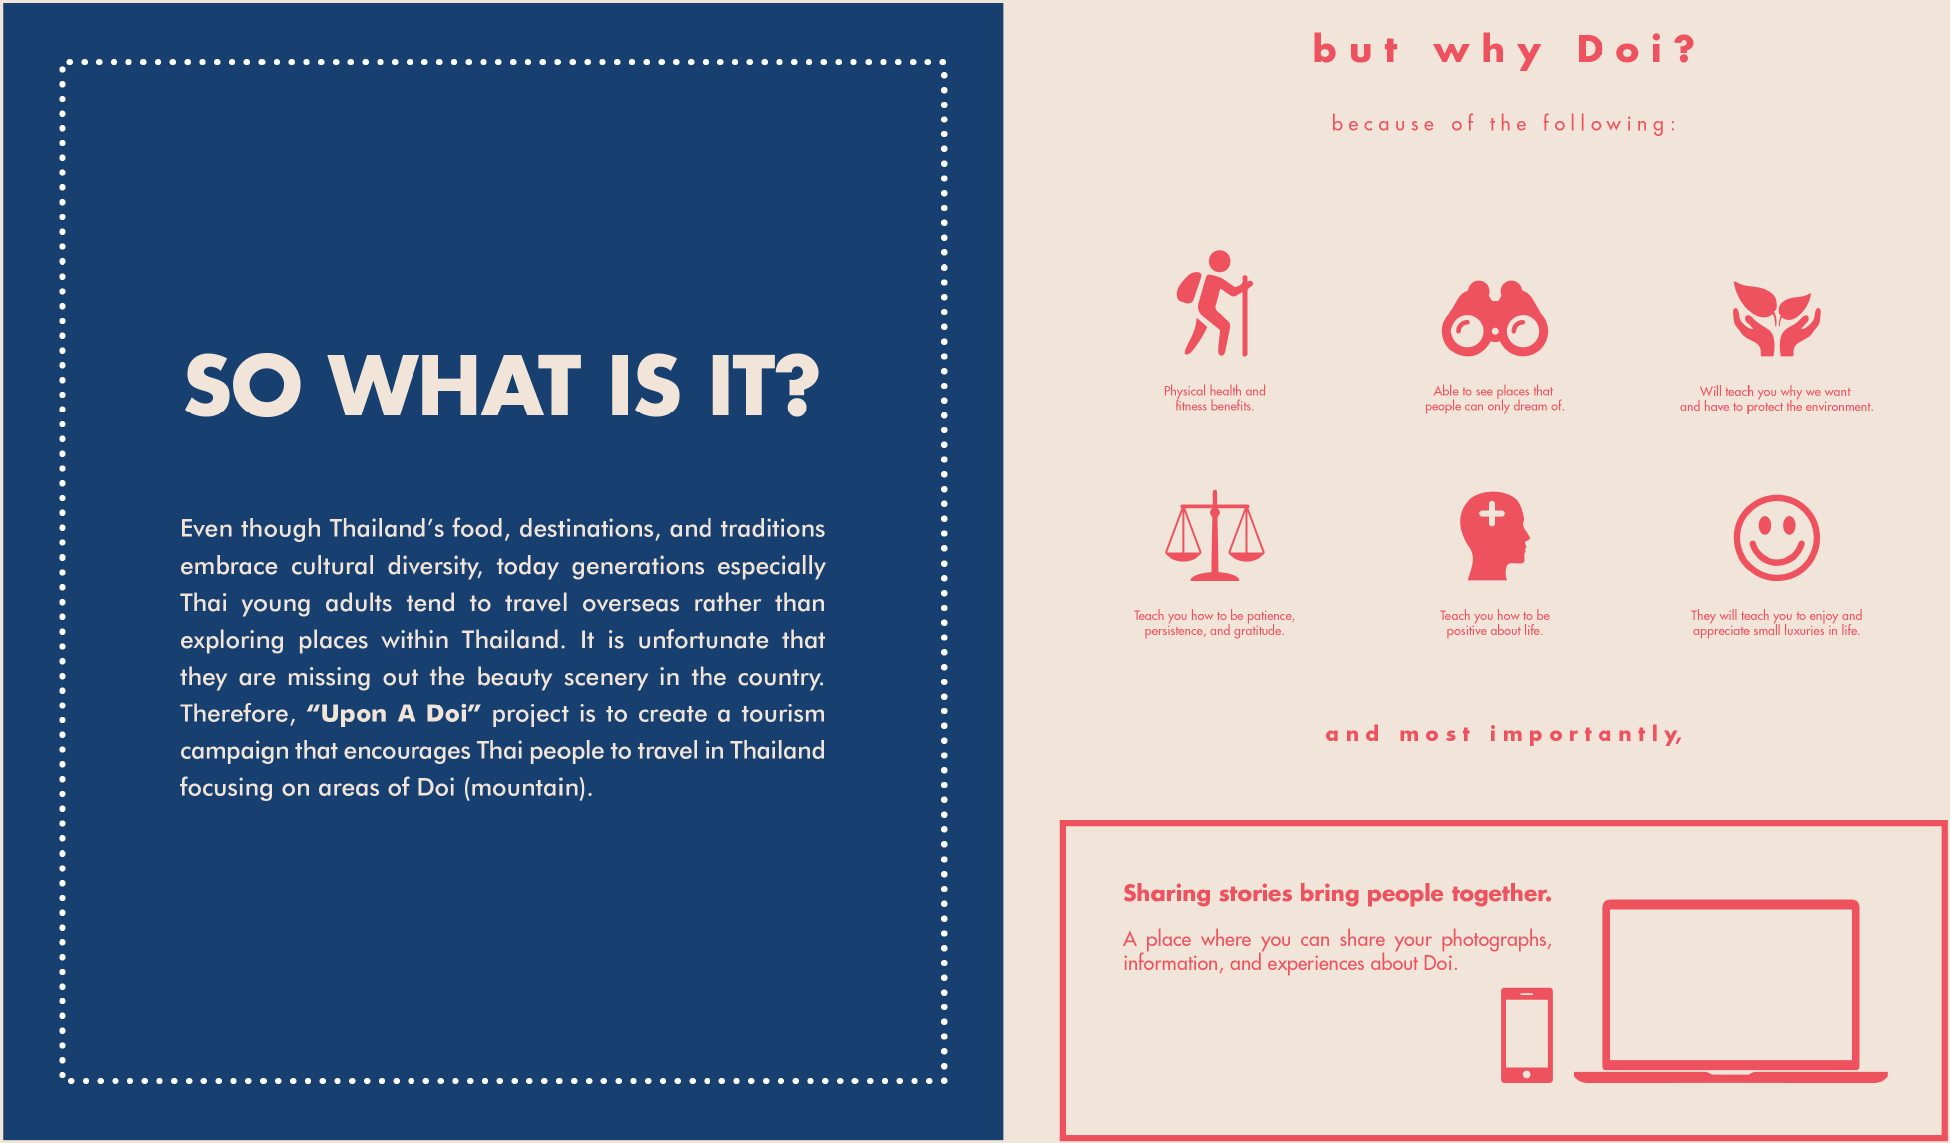 SO WHAT IS IT?
Even though Thailand’s food, destinations, and traditions
embrace cultural diversity, today generations especially
Thai young adults tend to travel overseas rather than
exploring places within Thailand. It is unfortunate that
they are missing out the beauty scenery in the country.
Therefore, “Upon A Doi” project is to create a tourism
campaign that encourages Thai people to travel in Thailand
focusing on areas of Doi (mountain).
but why Doi?
because of the following:
Physical health and
fitness benefits.
Able to see places that
people can only dream of.
Will teach you why we want
and have to protect the environment.
Teach you how to be patience,
persistence, and gratitude.
Teach you how to be
positive about life.
They will teach you to enjoy and
appreciate small luxuries in life.
and most importantly,
Sharing stories bring people together.
A place where you can share your photographs,
information, and experiences about Doi.